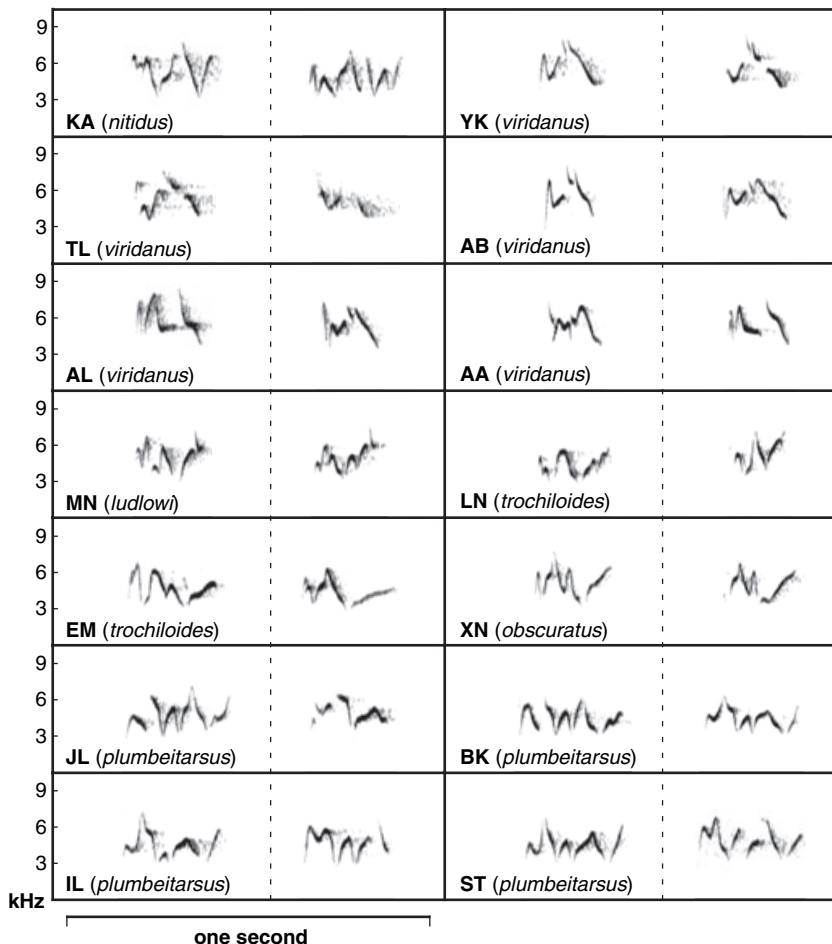 9
6
3
KA (nitidus)
YK (viridanus)
9
6
3
TL (viridanus)
AB (viridanus)
9
6
3
AL (viridanus)
AA (viridanus)
9
6
3
MN (ludlowi)
LN (trochiloides)
9
6
3
EM (trochiloides)
XN (obscuratus)
9
6
3
JL (plumbeitarsus)
BK (plumbeitarsus)
9
6
3
IL (plumbeitarsus)
ST (plumbeitarsus)
kHz
one second